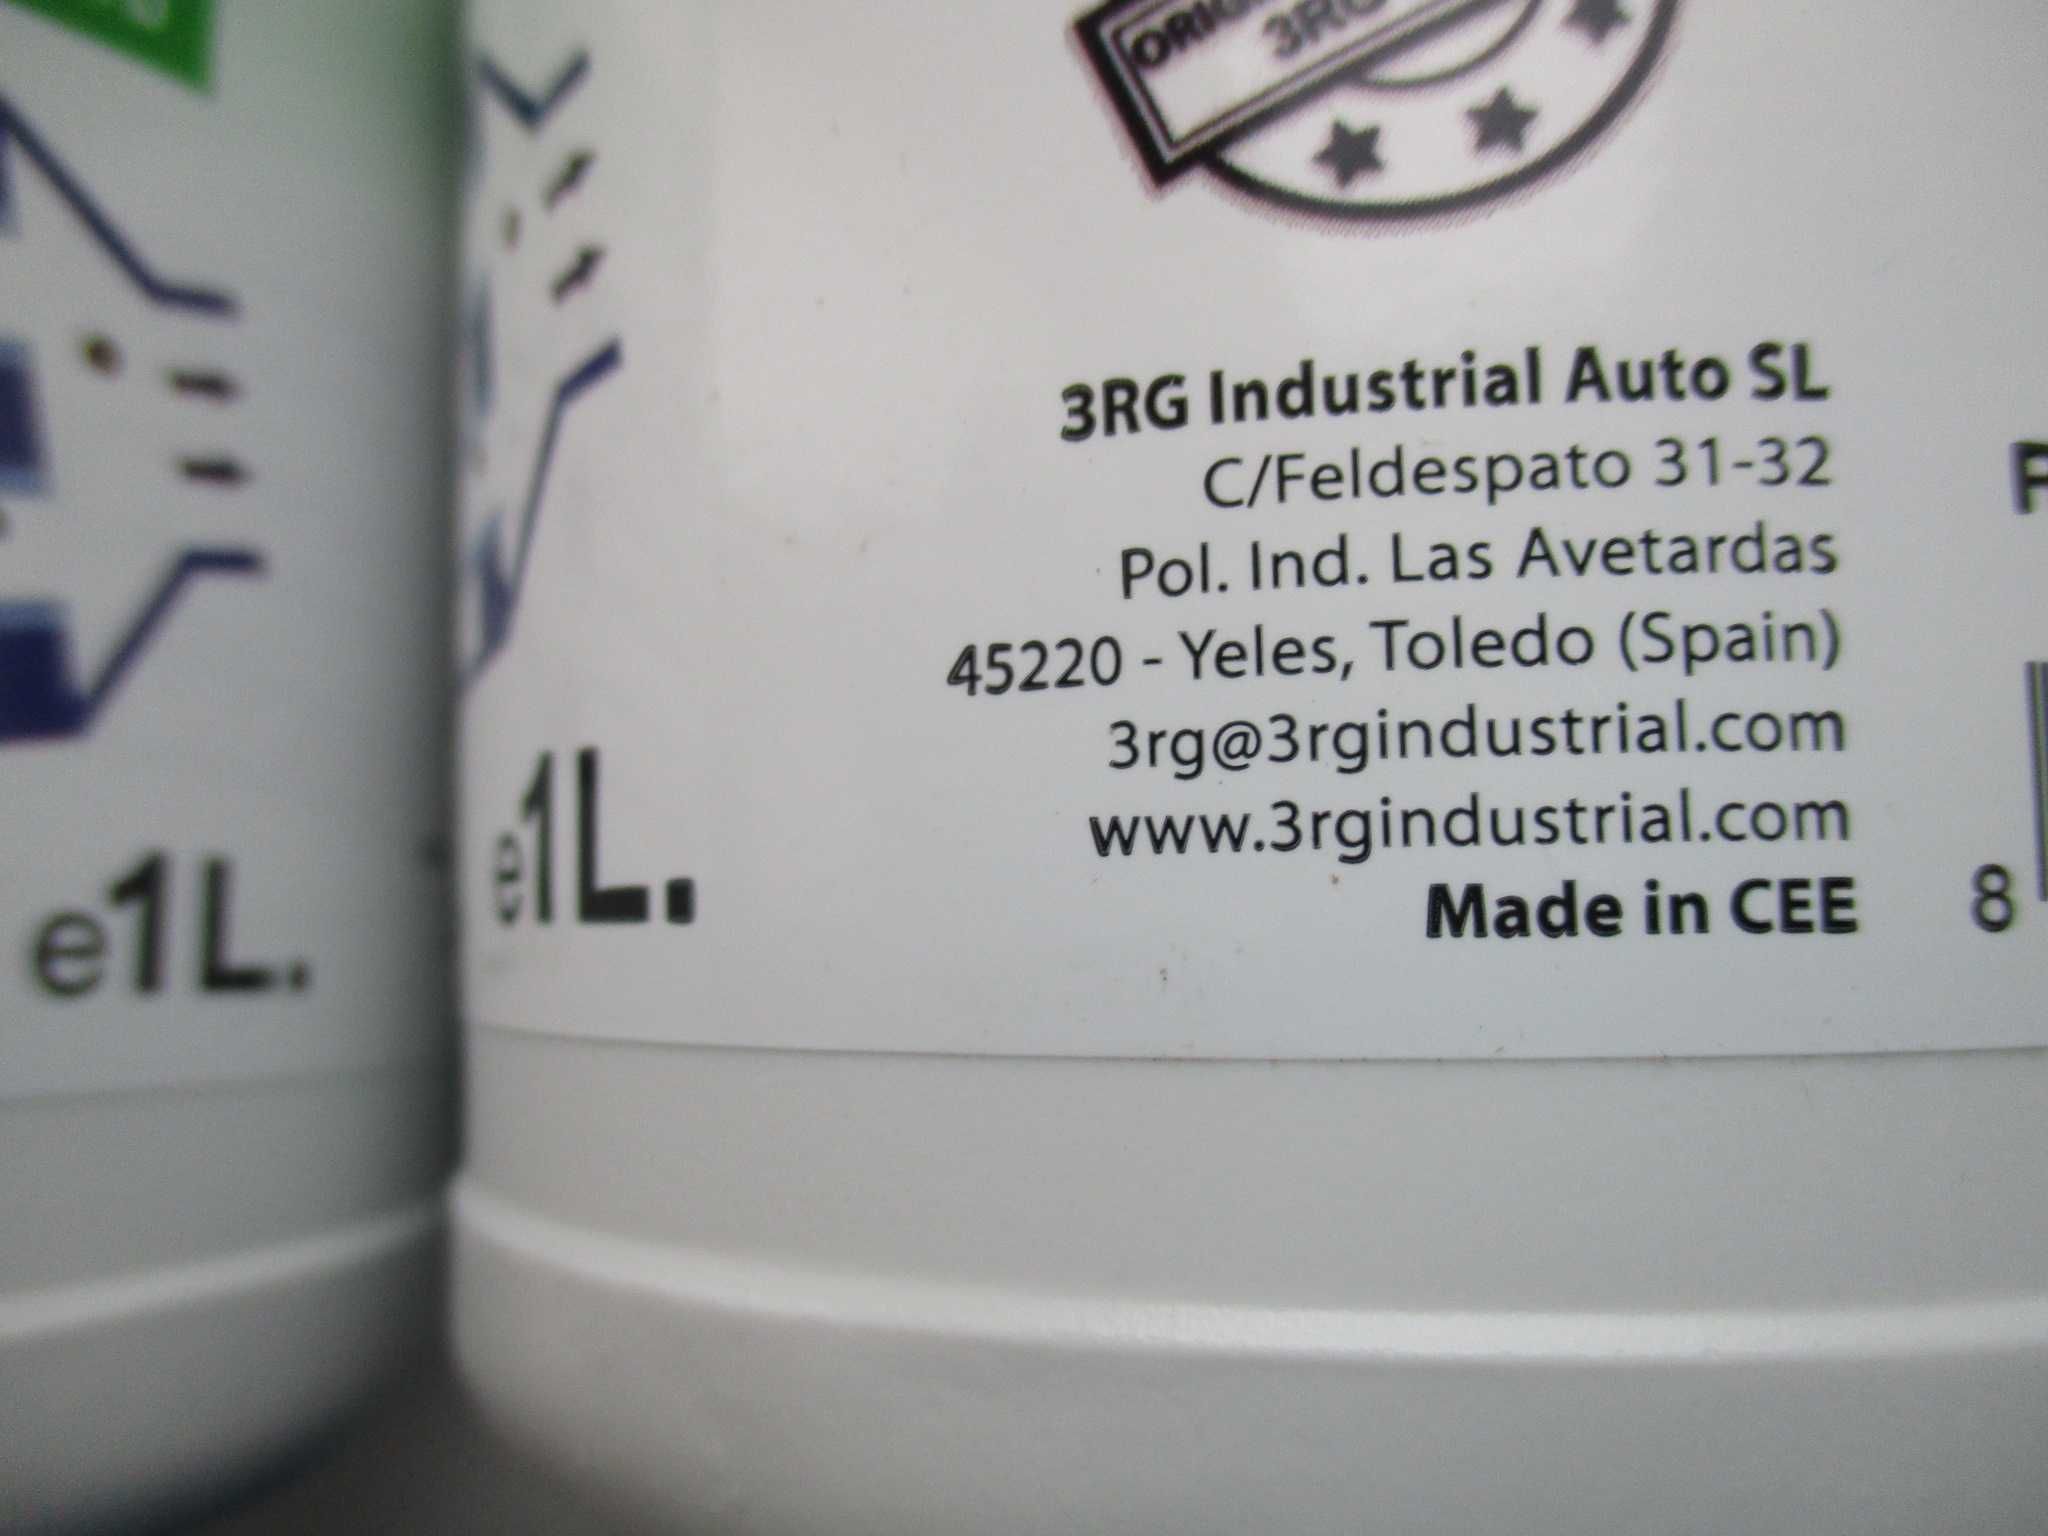 3RG
3RG Industrial Auto SL
C/Feldespato 31-32
Pol. Ind. Las Avetardas
45220 - Yeles, Toledo (Spain)
3rg@3rgindustrial.com
www.3rgindustrial.com
Made in CEE
8
e1L.
e1L.